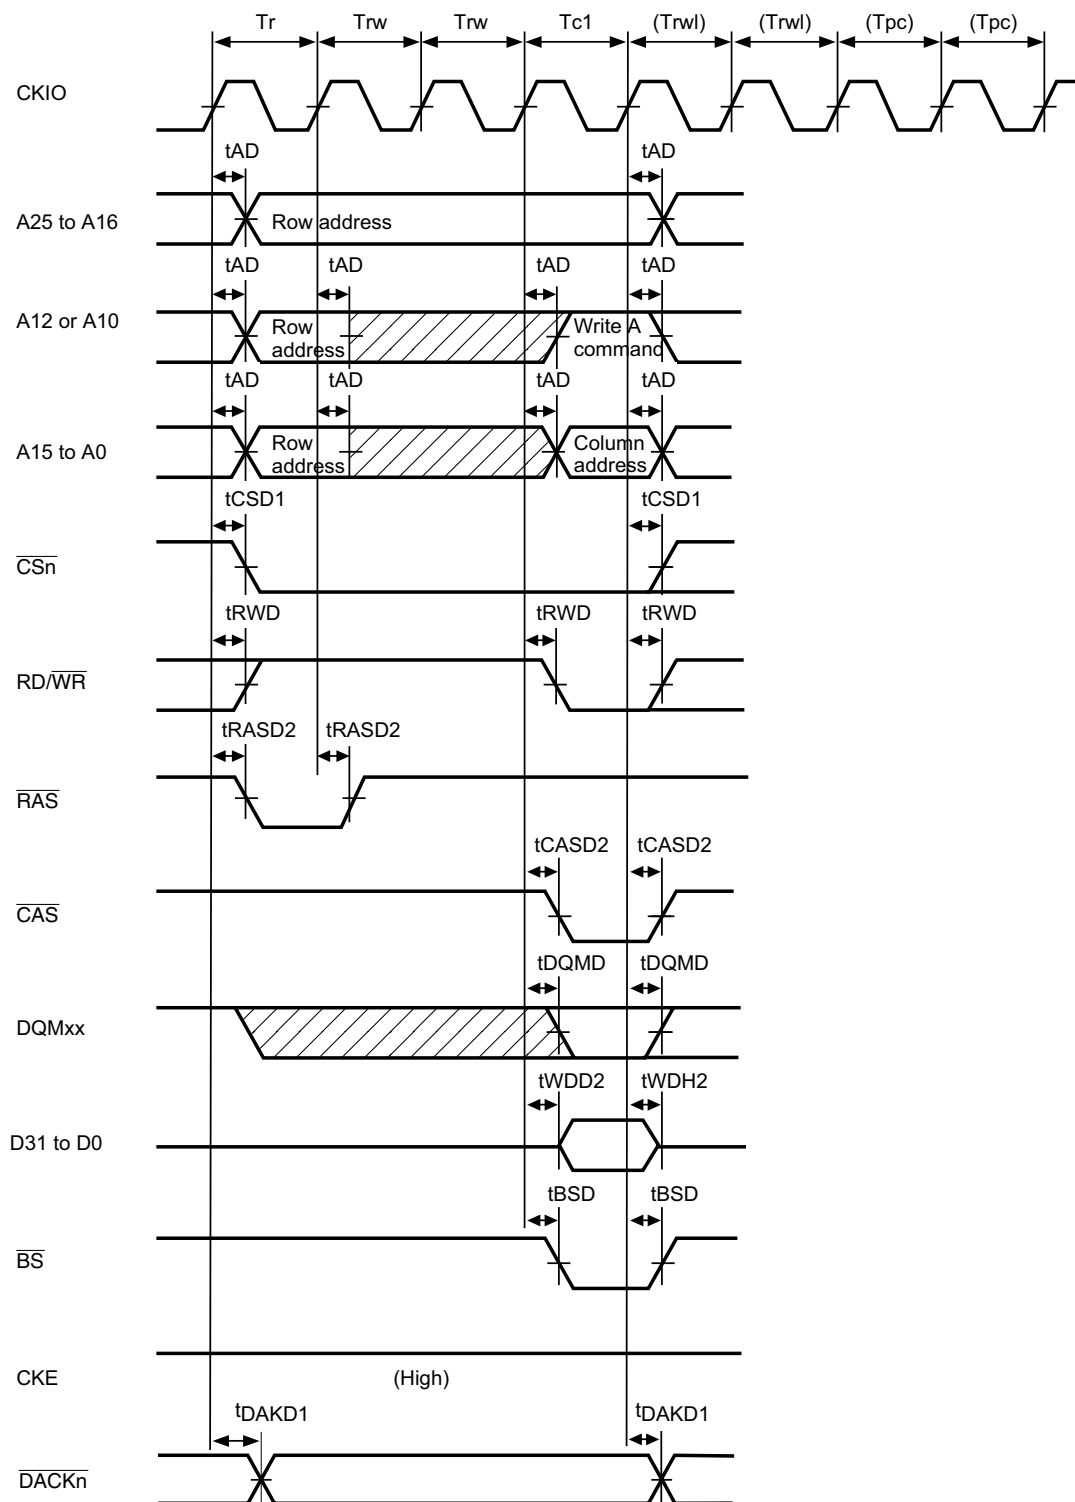 Tr Trw Trw Tc1 (Trwl) (Trwl) (Tpc) (Tpc)
CKIO
tAD tAD
A25 to A16 Row address
tAD tAD tAD tAD
A12 or A10 Row address Write A command
tAD tAD tAD tAD
A15 to A0 Row address Column address
tCSD1 tCSD1
CSn
tRWD tRWD tRWD
RD/WR
tRASD2 tRASD2
RAS
tCASD2 tCASD2
CAS
tDQMD tDQMD
DQMxx
tWDD2 tWDH2
D31 to D0
tBSD tBSD
BS
CKE (High)
tDAKD1 tDAKD1
DACKn